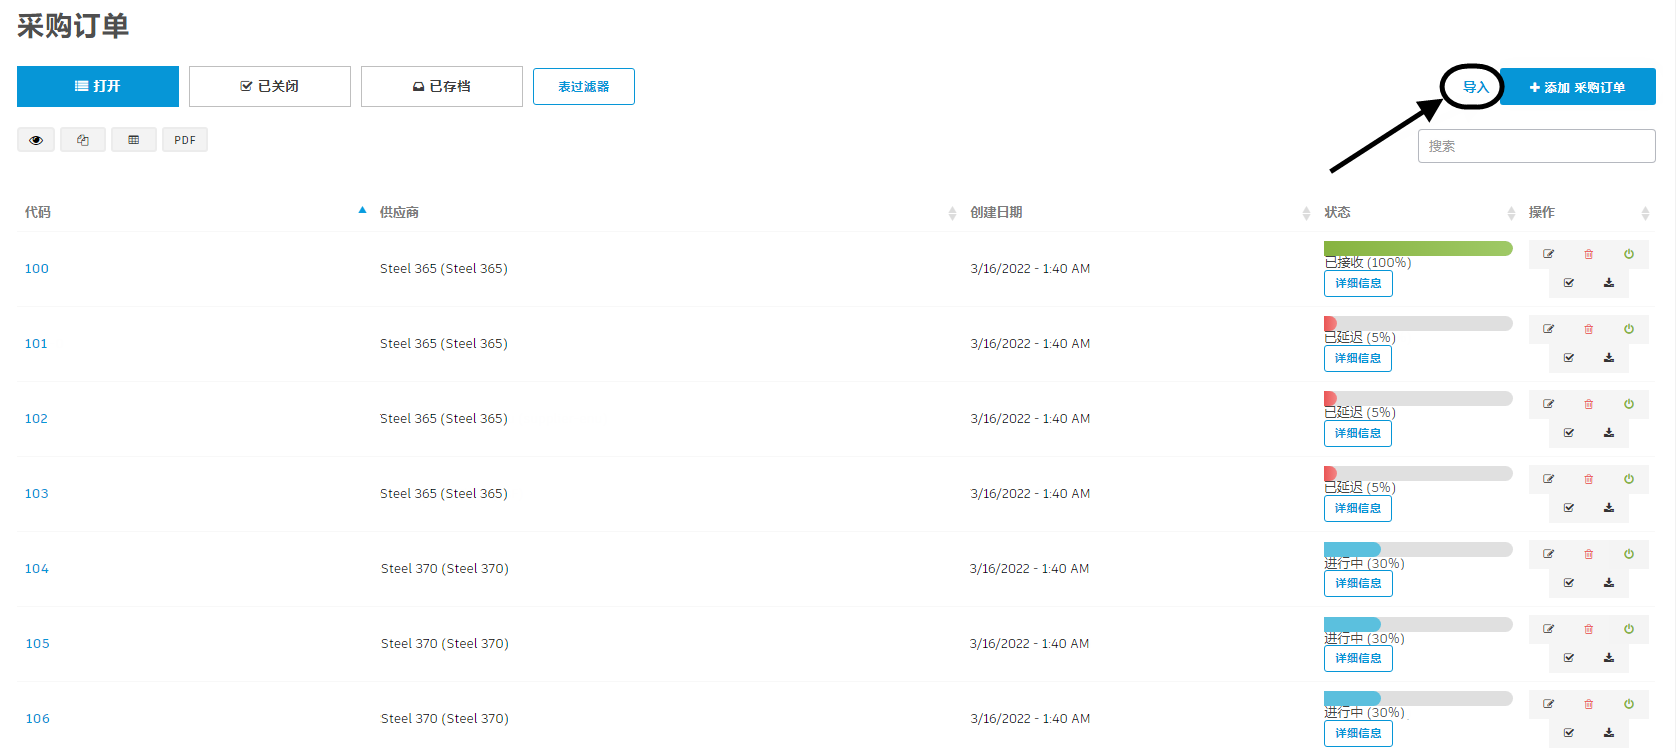 采购订单
打开 已关闭 已存档 表过滤器 导入 添加 采购订单
PDF 搜索
代码 供应商 创建日期 状态 操作
100 Steel 365 (Steel 365) 3/16/2022 - 1:40 AM 已接收 (100%)
详细信息
101 Steel 365 (Steel 365) 3/16/2022 - 1:40 AM 已延迟 (5%)
详细信息
102 Steel 365 (Steel 365) 3/16/2022 - 1:40 AM 已延迟 (5%)
详细信息
103 Steel 365 (Steel 365) 3/16/2022 - 1:40 AM 已延迟 (5%)
详细信息
104 Steel 370 (Steel 370) 3/16/2022 - 1:40 AM 进行中 (30%)
详细信息
105 Steel 370 (Steel 370) 3/16/2022 - 1:40 AM 进行中 (30%)
详细信息
106 Steel 370 (Steel 370) 3/16/2022 - 1:40 AM 进行中 (30%)
详细信息